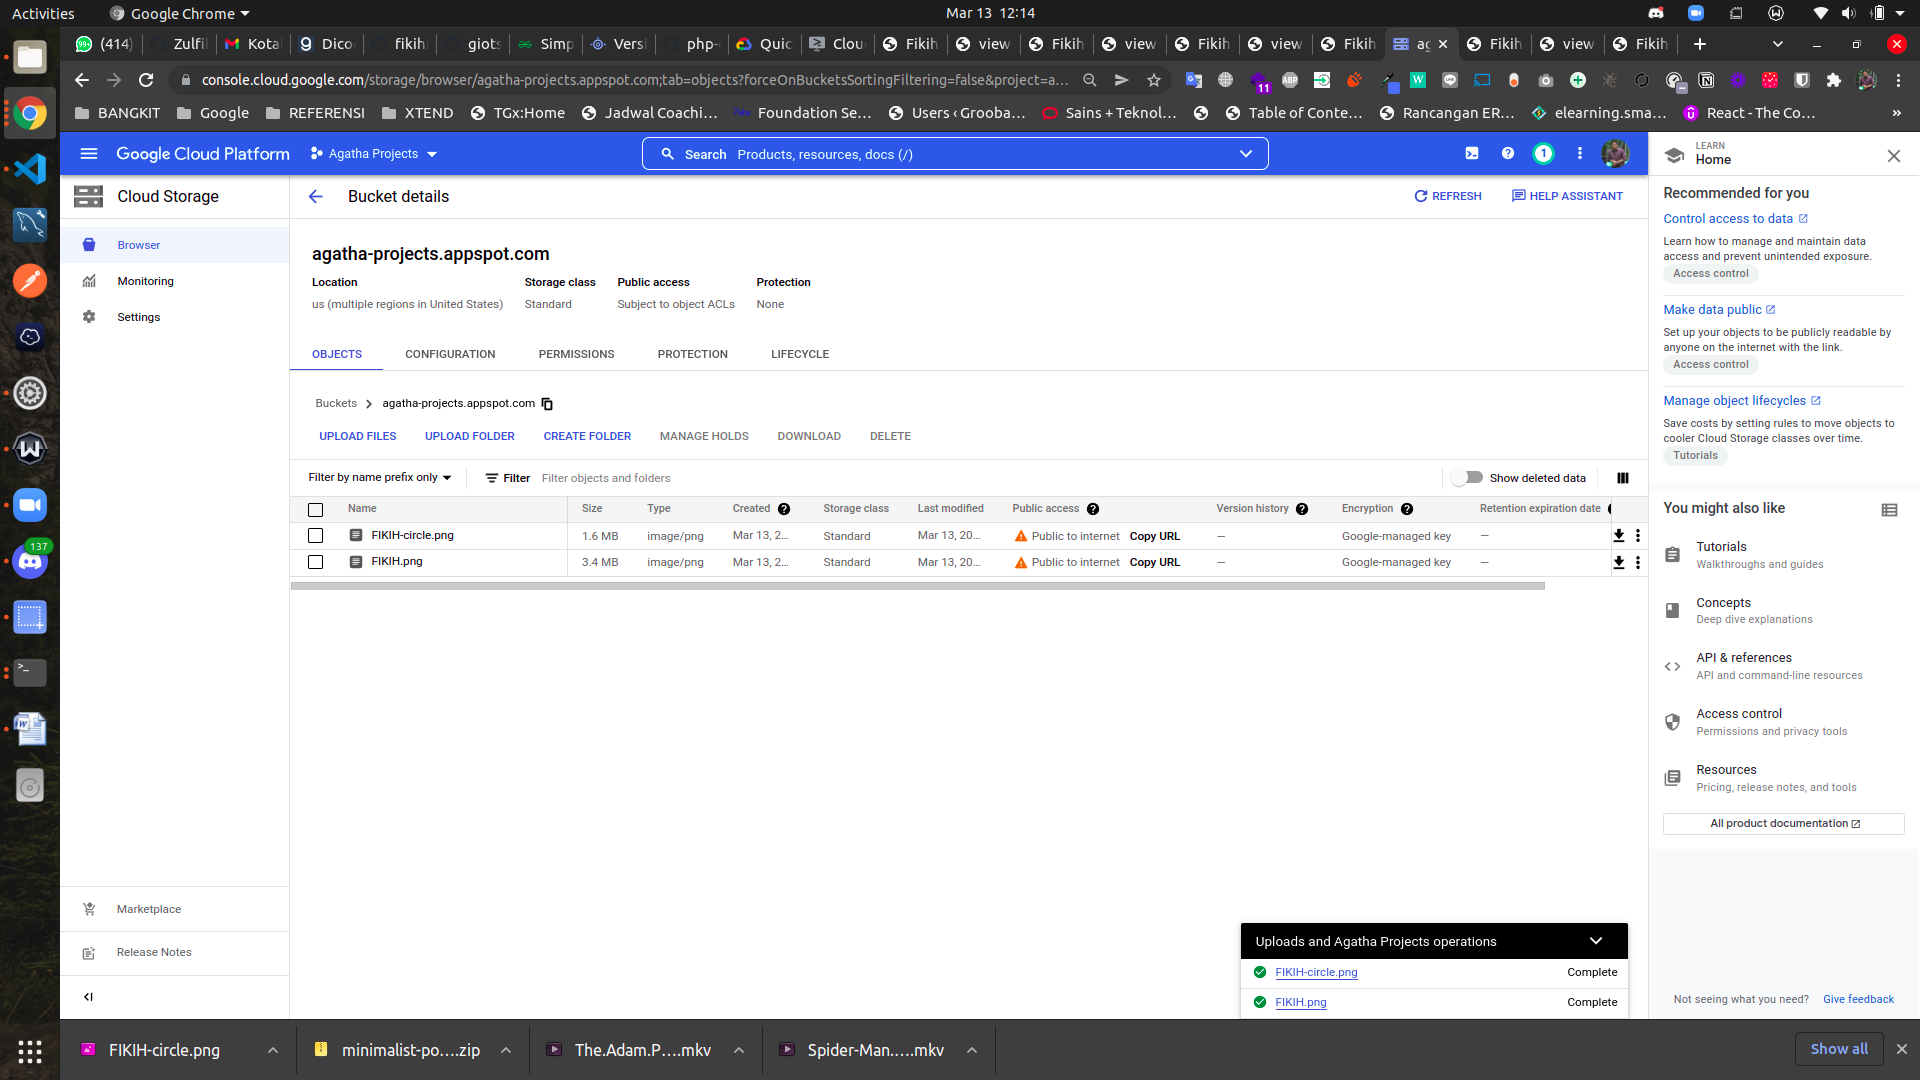 Activities
Google Chrome
Mar 13 12:14
(414)
Zulfi
Kota
Dico
fikih
giots
Simp
Versi
php-
Quic
Clou
Fikih
view
Fikih
view
Fikih
view
Fikih
ag
Fikih
view
Fikih
console.cloud.google.com/storage/browser/agatha-projects.appspot.com;tab=objects?forceOnBucketsSortingFiltering=false&project=a...
11
BANGKIT
Google
REFERENSI
XTEND
TGx:Home
Jadwal Coachi...
Foundation Se...
Users ‹ Grooba...
Sains + Teknol...
Table of Conte...
Rancangan ER...
elearning.sma...
React - The Co...
»
Google Cloud Platform
Agatha Projects
Search Products, resources, docs (/)
1
LEARN
Home
Cloud Storage
Bucket details
REFRESH
HELP ASSISTANT
Browser
Monitoring
Settings
agatha-projects.appspot.com
Location
Storage class
Public access
Protection
us (multiple regions in United States)
Standard
Subject to object ACLs
None
OBJECTS
CONFIGURATION
PERMISSIONS
PROTECTION
LIFECYCLE
Buckets
agatha-projects.appspot.com
UPLOAD FILES
UPLOAD FOLDER
CREATE FOLDER
MANAGE HOLDS
DOWNLOAD
DELETE
Filter by name prefix only
Filter
Filter objects and folders
Show deleted data
Name Size Type Created Storage class Last modified Public access Version history Encryption Retention expiration date
FIKIH-circle.png 1.6 MB image/png Mar 13, 2... Standard Mar 13, 20... Public to internet Copy URL — Google-managed key —
FIKIH.png 3.4 MB image/png Mar 13, 2... Standard Mar 13, 20... Public to internet Copy URL — Google-managed key —
Recommended for you
Control access to data
Learn how to manage and maintain data
access and prevent unintended exposure.
Access control
Make data public
Set up your objects to be publicly readable by
anyone on the internet with the link.
Access control
Manage object lifecycles
Save costs by setting rules to move objects to
cooler Cloud Storage classes over time.
Tutorials
You might also like
Tutorials
Walkthroughs and guides
Concepts
Deep dive explanations
API & references
API and command-line resources
Access control
Permissions and privacy tools
Resources
Pricing, release notes, and tools
All product documentation
Not seeing what you need? Give feedback
137
Marketplace
Release Notes
Uploads and Agatha Projects operations
FIKIH-circle.png Complete
FIKIH.png Complete
FIKIH-circle.png
minimalist-po....zip
The.Adam.P....mkv
Spider-Man.....mkv
Show all